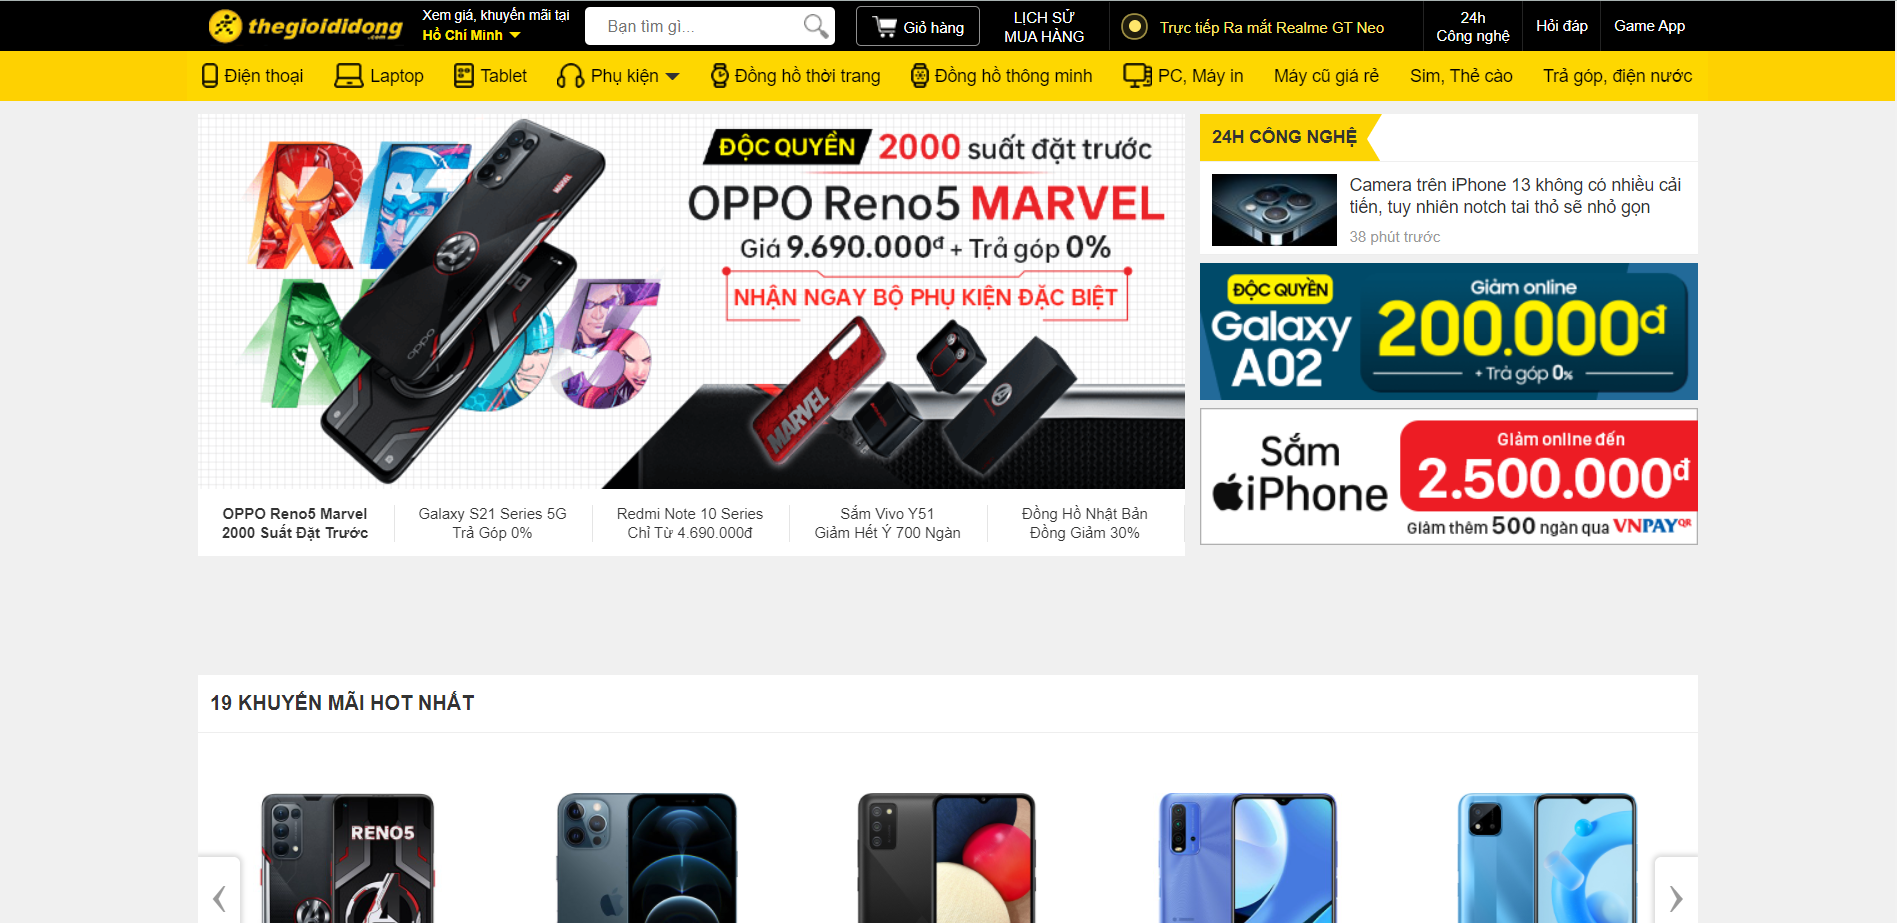 thegioididong
.com
Xem giá, khuyến mãi tại
Hồ Chí Minh
Bạn tìm gì...
Giỏ hàng
LỊCH SỬ
MUA HÀNG
Trực tiếp Ra mắt Realme GT Neo
24h
Công nghệ
Hỏi đáp
Game App
Điện thoại
Laptop
Tablet
Phụ kiện
Đồng hồ thời trang
Đồng hồ thông minh
PC, Máy in
Máy cũ giá rẻ
Sim, Thẻ cào
Trả góp, điện nước
ĐỘC QUYỀN 2000 suất đặt trước
OPPO Reno5 MARVEL
Giá 9.690.000đ + Trả góp 0%
NHẬN NGAY BỘ PHỤ KIỆN ĐẶC BIỆT
RENO5
MARVEL
oppo
MARVEL
OPPO Reno5 Marvel
2000 Suất Đặt Trước
Galaxy S21 Series 5G
Trả Góp 0%
Redmi Note 10 Series
Chỉ Từ 4.690.000đ
Sắm Vivo Y51
Giảm Hết Ý 700 Ngàn
Đồng Hồ Nhật Bản
Đồng Giảm 30%
24H CÔNG NGHỆ
Camera trên iPhone 13 không có nhiều cải
tiến, tuy nhiên notch tai thỏ sẽ nhỏ gọn
38 phút trước
ĐỘC QUYỀN
Galaxy
A02
Giảm online
200.000đ
+ Trả góp 0%
Sắm
iPhone
Giảm online đến
2.500.000đ
Giảm thêm 500 ngàn qua VNPAYQR
19 KHUYẾN MÃI HOT NHẤT
RENO5